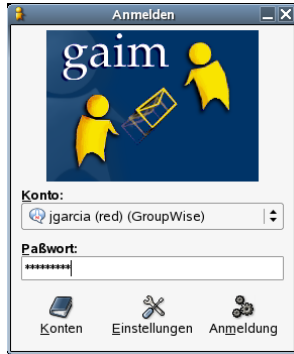 Anmelden
gaim
Konto:
jgarcia (red) (GroupWise)
Paßwort:
*********
Konten
Einstellungen
Anmeldung